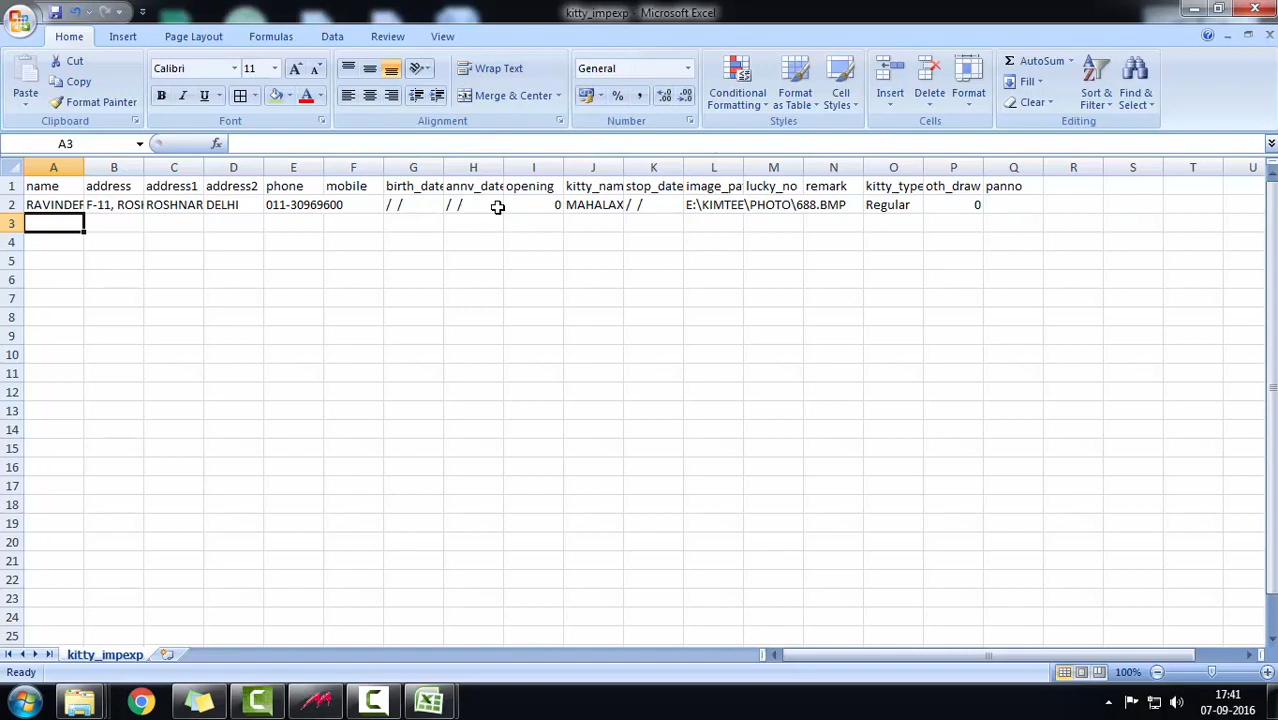 kitty_impexp - Microsoft Excel
Home Insert Page Layout Formulas Data Review View
Paste Cut Copy Format Painter Clipboard
Calibri 11 B I U A Font
Wrap Text Merge & Center Alignment
General % , Number
Conditional Formatting Format as Table Cell Styles Styles
Insert Delete Format Cells
Σ AutoSum Fill Clear Sort & Filter Find & Select Editing
A3 fx
A B C D E F G H I J K L M N O P Q R S T U
1 name address address1 address2 phone mobile birth_date annv_date opening kitty_nam stop_date image_pa lucky_no remark kitty_type oth_draw panno
2 RAVINDER F-11, ROSH ROSHNAR DELHI 011-30969600 / / / / 0 MAHALAX / / E:\KIMTEE\PHOTO\688.BMP Regular 0
3
4
5
6
7
8
9
10
11
12
13
14
15
16
17
18
19
20
21
22
23
24
25
kitty_impexp
Ready 100%
17:41
07-09-2016